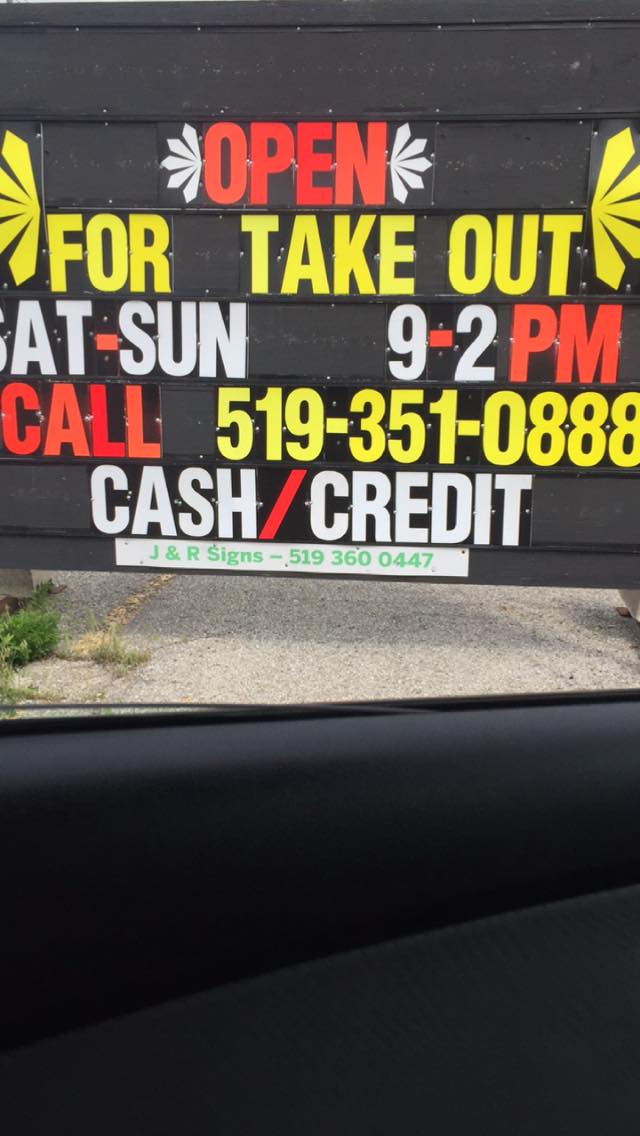 OPEN
FOR TAKE OUT
SAT-SUN 9-2 PM
CALL 519-351-0888
CASH/CREDIT
J & R Signs – 519 360 0447